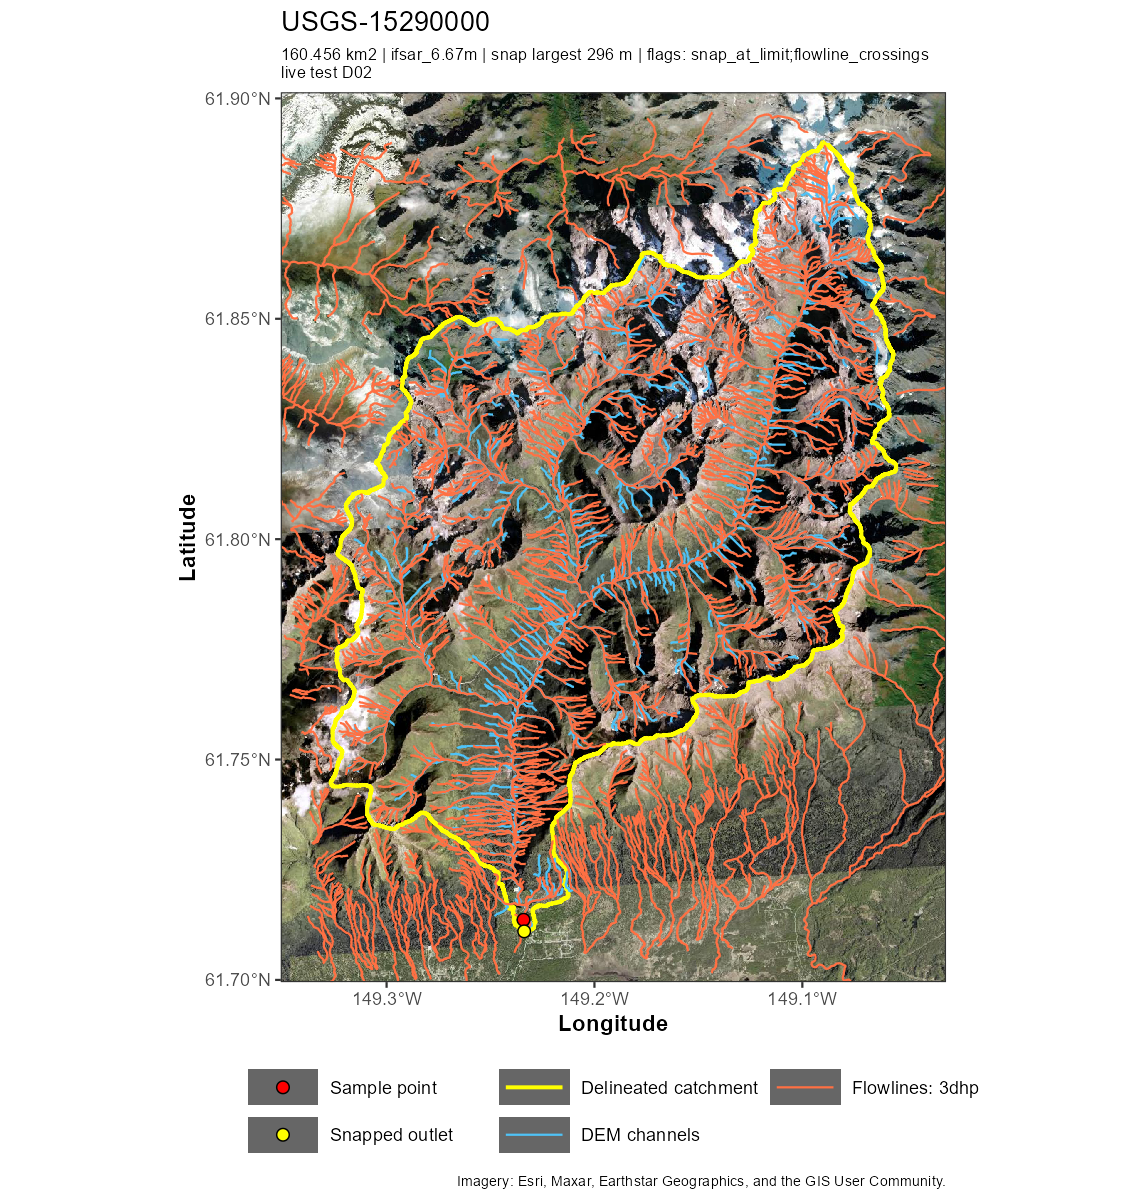 USGS-15290000
160.456 km2 | ifsar_6.67m | snap largest 296 m | flags: snap_at_limit;flowline_crossings
live test D02
61.90°N
61.85°N
61.80°N
61.75°N
61.70°N
Latitude
149.3°W
149.2°W
149.1°W
Longitude
Sample point
Delineated catchment
Flowlines: 3dhp
Snapped outlet
DEM channels
Imagery: Esri, Maxar, Earthstar Geographics, and the GIS User Community.